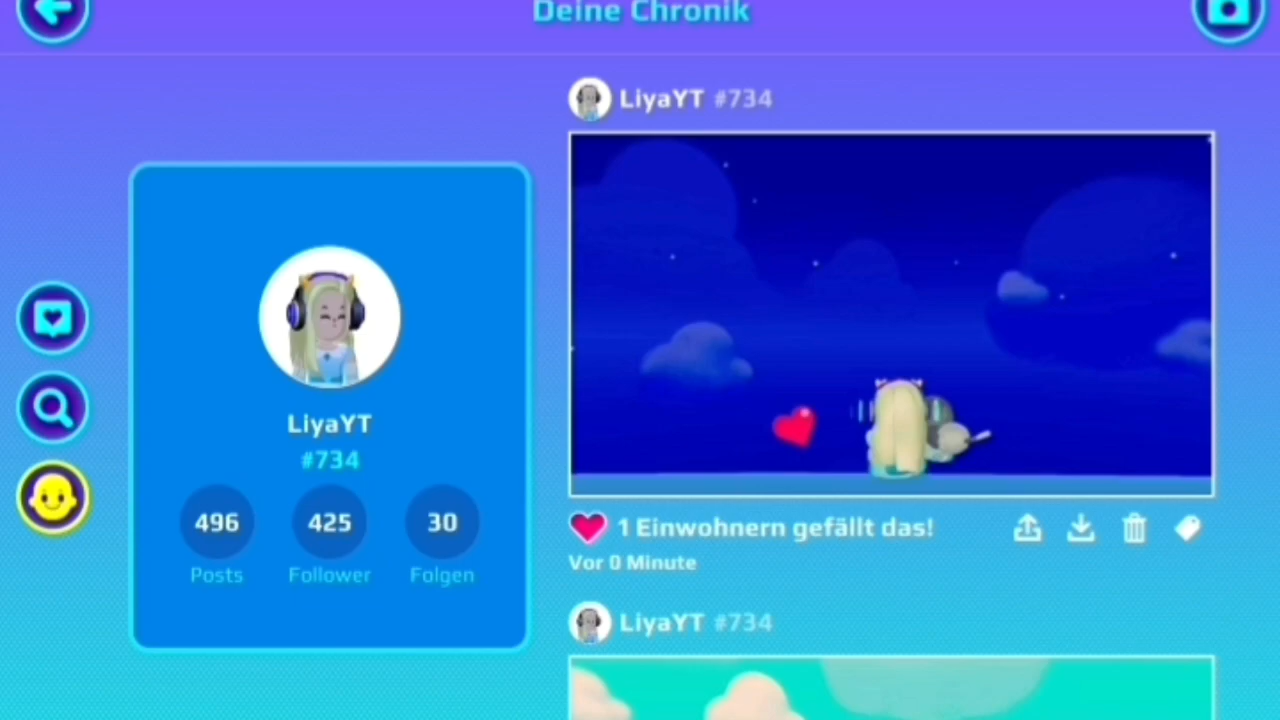 Deine Chronik
LiyaYT #734
LiyaYT
#734
496
425
30
Posts
Follower
Folgen
1 Einwohnern gefällt das!
Vor 0 Minute
LiyaYT #734